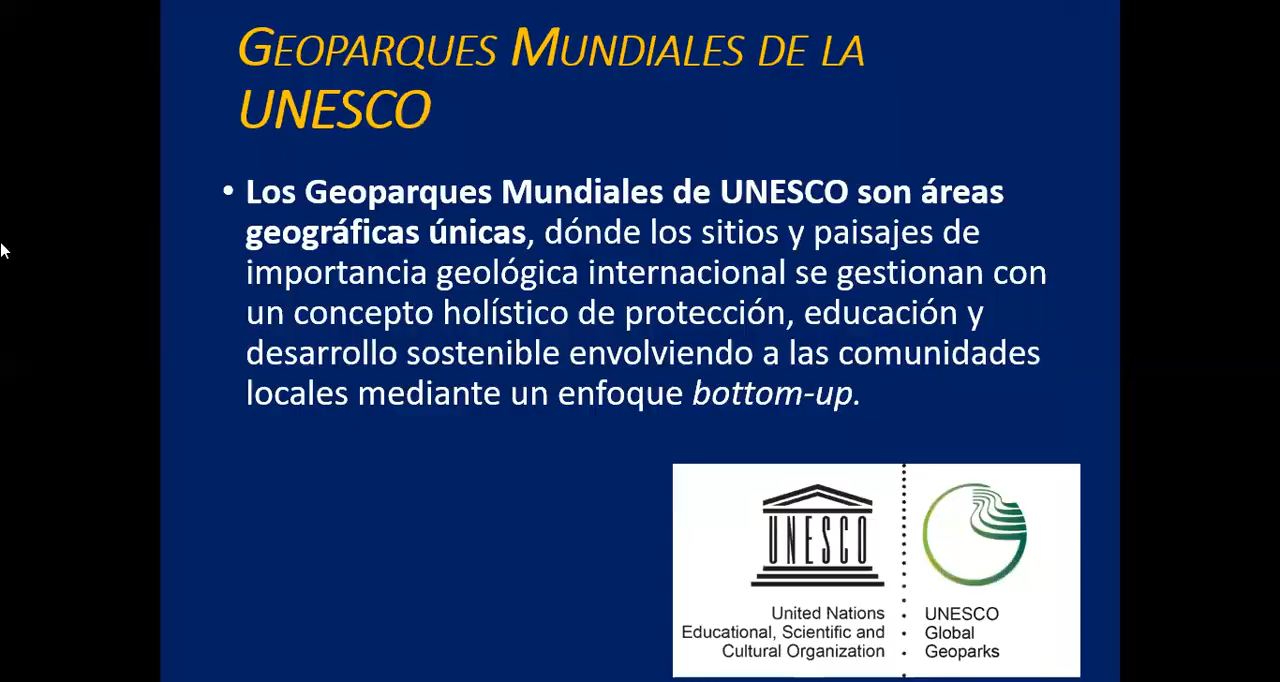 GEOPARQUES MUNDIALES DE LA
UNESCO
• Los Geoparques Mundiales de UNESCO son áreas
geográficas únicas, dónde los sitios y paisajes de
importancia geológica internacional se gestionan con
un concepto holístico de protección, educación y
desarrollo sostenible envolviendo a las comunidades
locales mediante un enfoque bottom-up.
UNESCO
United Nations
Educational, Scientific and
Cultural Organization
UNESCO
Global
Geoparks